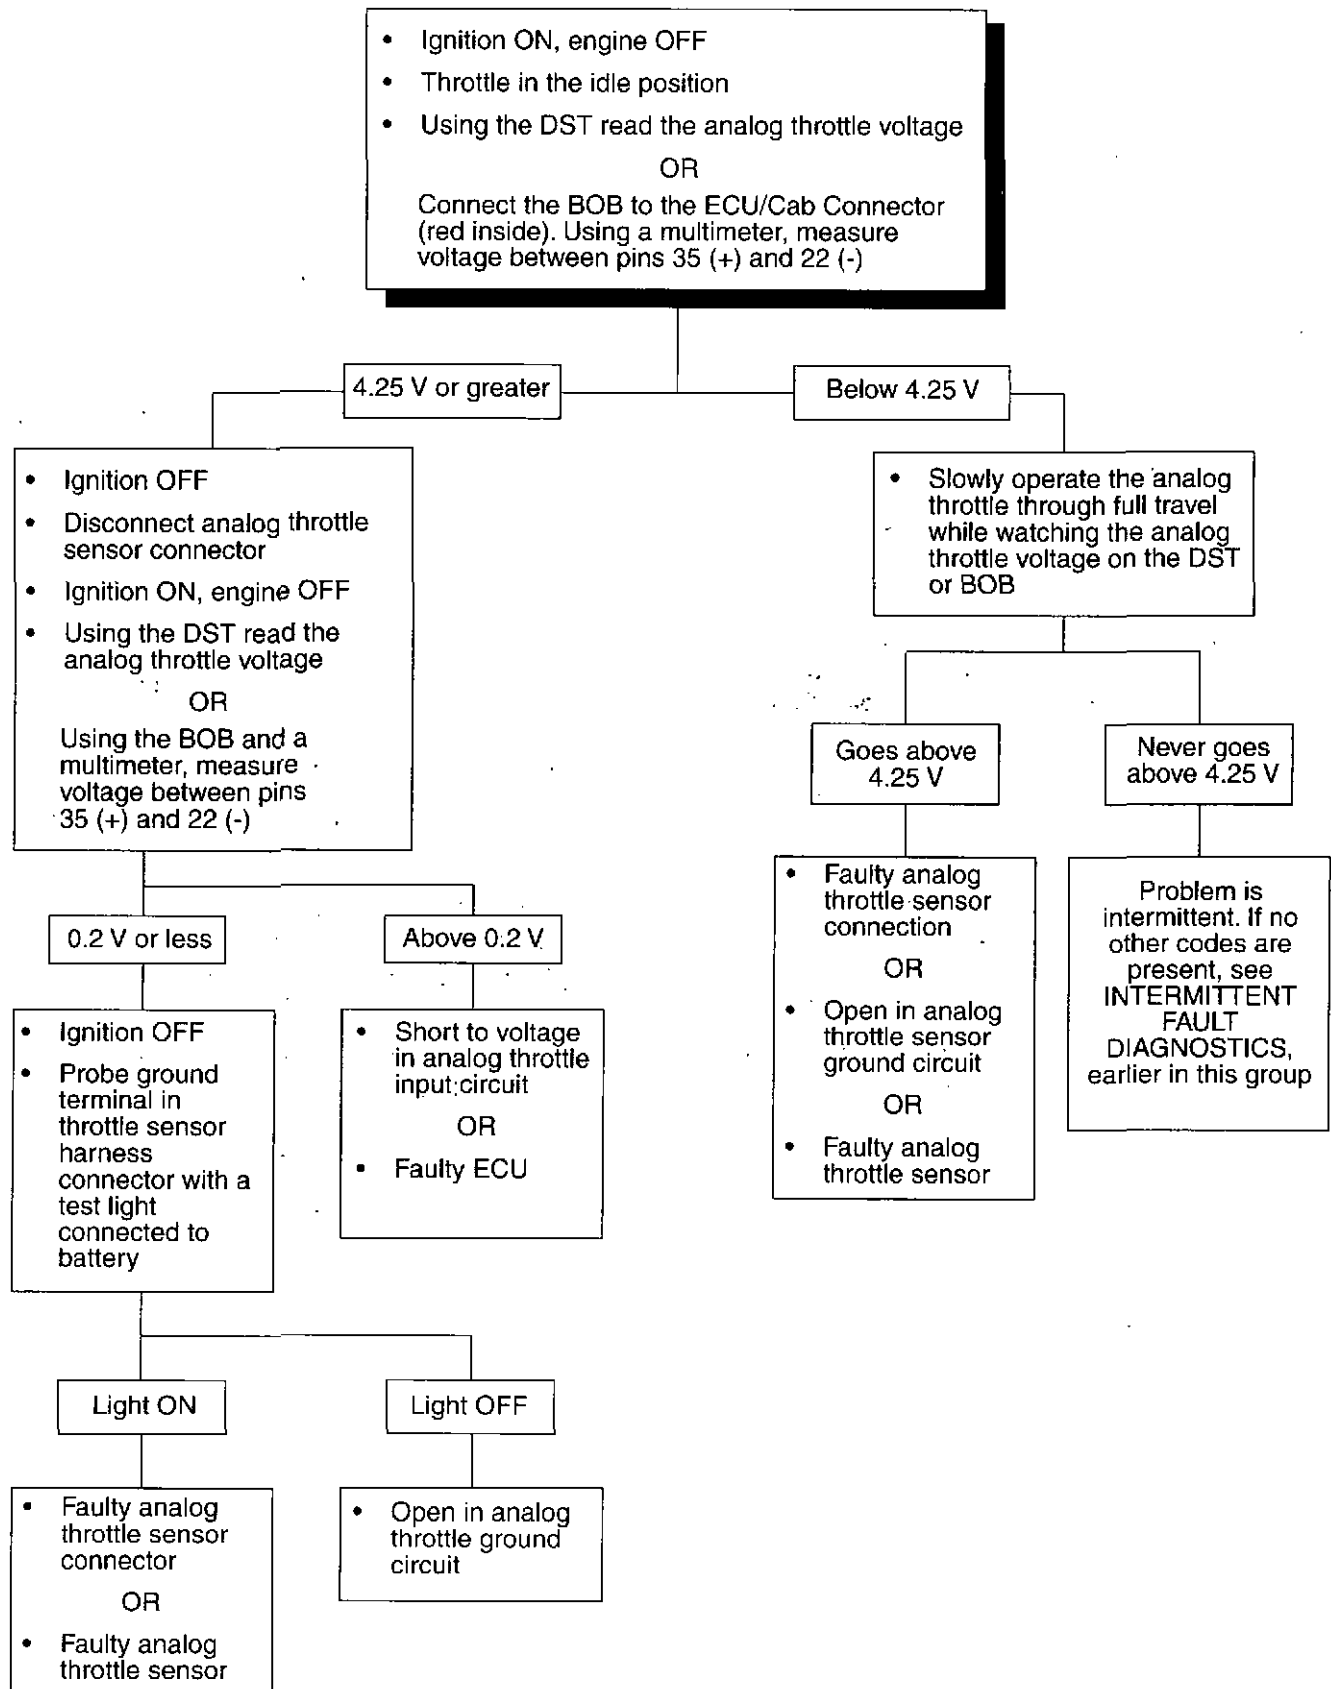 • Ignition ON, engine OFF
• Throttle in the idle position
• Using the DST read the analog throttle voltage
OR
Connect the BOB to the ECU/Cab Connector
(red inside). Using a multimeter, measure
voltage between pins 35 (+) and 22 (-)
4.25 V or greater
Below 4.25 V
• Ignition OFF
• Disconnect analog throttle
sensor connector
• Ignition ON, engine OFF
• Using the DST read the
analog throttle voltage
OR
Using the BOB and a
multimeter, measure
voltage between pins
35 (+) and 22 (-)
• Slowly operate the analog
throttle through full travel
while watching the analog
throttle voltage on the DST
or BOB
Goes above
4.25 V
Never goes
above 4.25 V
• Faulty analog
throttle sensor
connection
OR
• Open in analog
throttle sensor
ground circuit
OR
• Faulty analog
throttle sensor
Problem is
intermittent. If no
other codes are
present, see
INTERMITTENT
FAULT
DIAGNOSTICS,
earlier in this group
0.2 V or less
Above 0.2 V
• Ignition OFF
• Probe ground
terminal in
throttle sensor
harness
connector with a
test light
connected to
battery
• Short to voltage
in analog throttle
input circuit
OR
• Faulty ECU
Light ON
Light OFF
• Faulty analog
throttle sensor
connector
OR
• Faulty analog
throttle sensor
• Open in analog
throttle ground
circuit